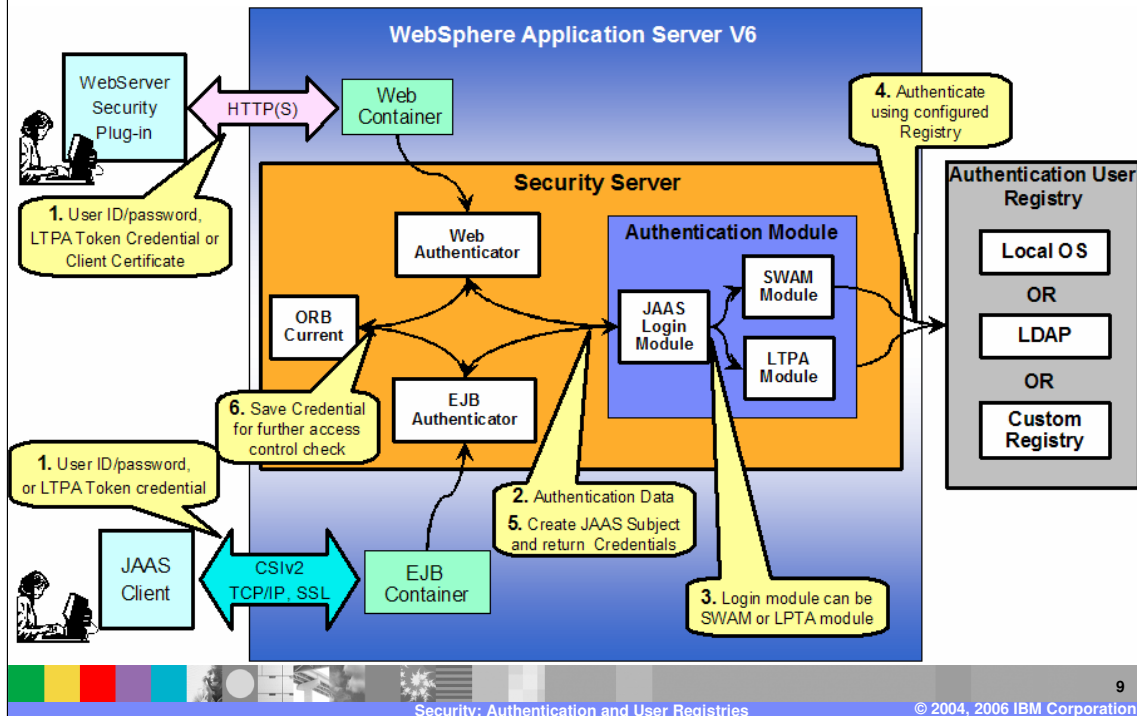 WebSphere Application Server V6
WebServer
Security
Plug-in
HTTP(S)
Web
Container
4. Authenticate
using configured
Registry
1. User ID/password,
LTPA Token Credential or
Client Certificate
Security Server
Web
Authenticator
Authentication Module
SWAM
Module
JAAS
Login
Module
LTPA
Module
ORB
Current
EJB
Authenticator
Authentication User
Registry
Local OS
OR
LDAP
OR
Custom
Registry
6. Save Credential
for further access
control check
1. User ID/password,
or LTPA Token credential
2. Authentication Data
5. Create JAAS Subject
and return Credentials
JAAS
Client
CSIv2
TCP/IP, SSL
EJB
Container
3. Login module can be
SWAM or LPTA module
9
Security: Authentication and User Registries
© 2004, 2006 IBM Corporation